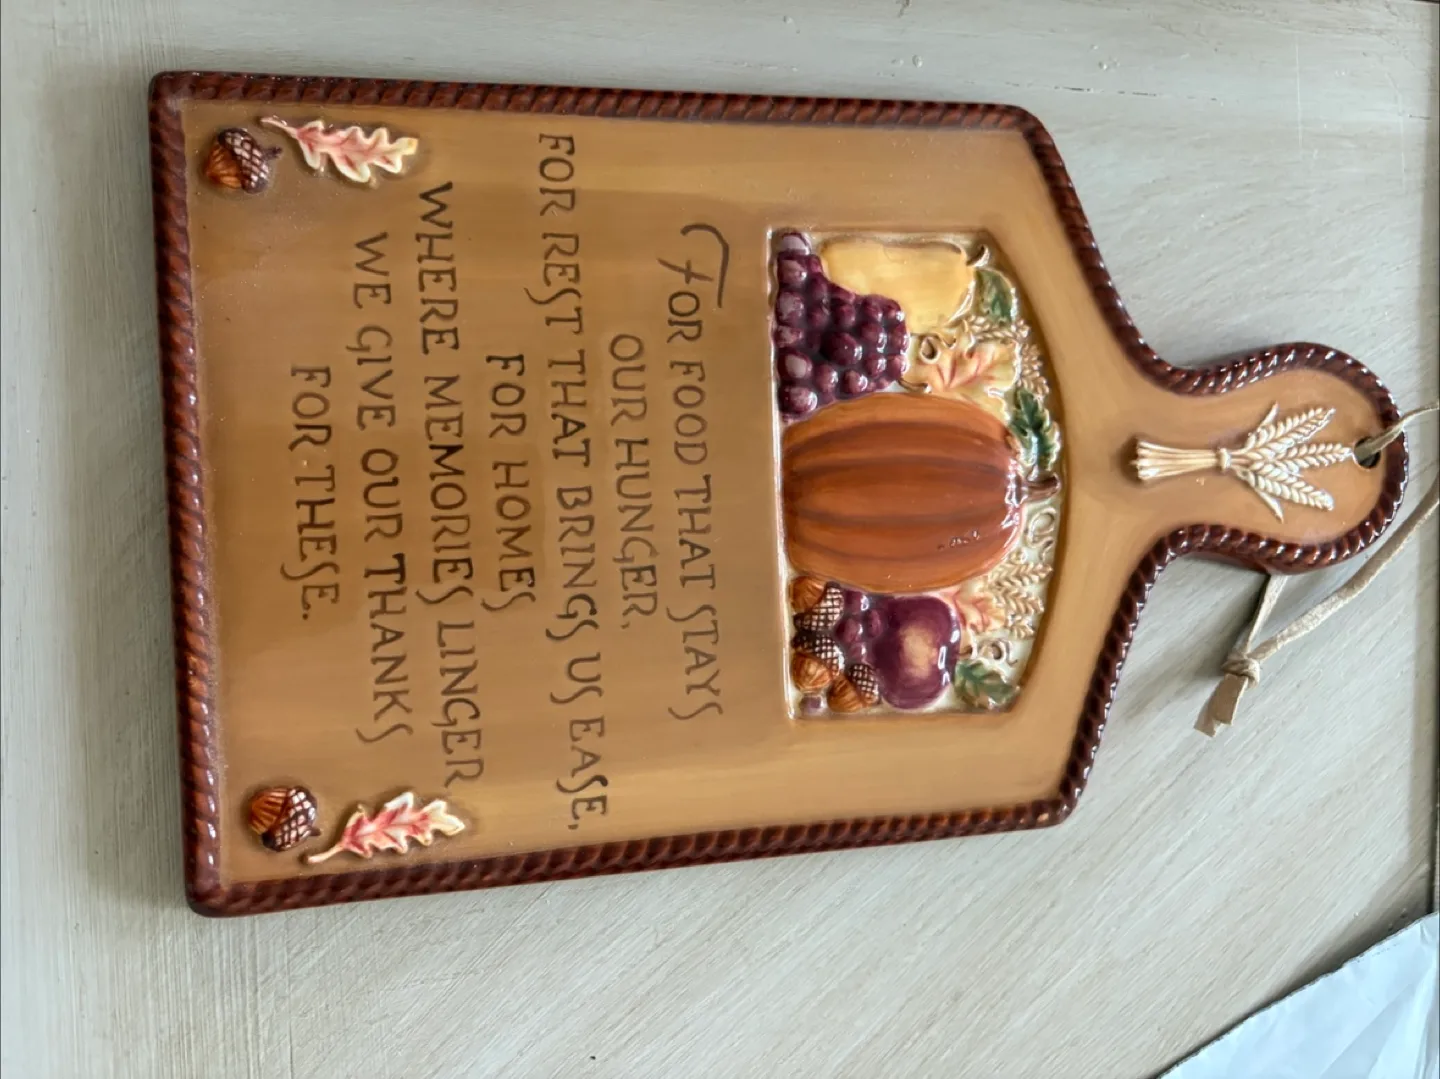 FOR FOOD THAT STAYS
OUR HUNGER,
FOR REST THAT BRINGS US EASE,
FOR HOMES
WHERE MEMORIES LINGER
WE GIVE OUR THANKS
FOR THESE.